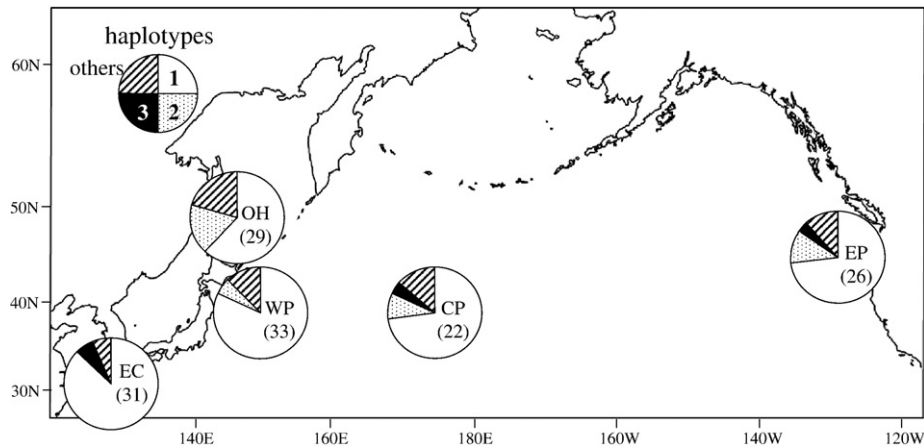 haplotypes
others
1
3
2
60N
50N
40N
30N
OH
(29)
WP
(33)
CP
(22)
EP
(26)
EC
(31)
140E
160E
180
160W
140W
120W